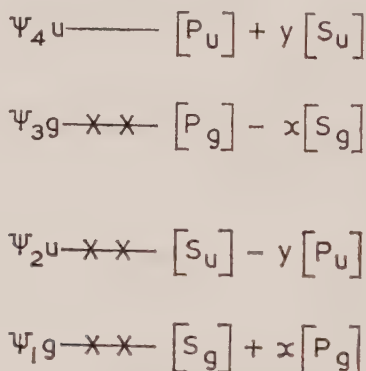 Ψ₄u [Pu] + y [Su]
Ψ₃g x x [Pg] − x[Sg]
Ψ₂u x x [Su] − y [Pu]
Ψ₁g x x [Sg] + x [Pg]